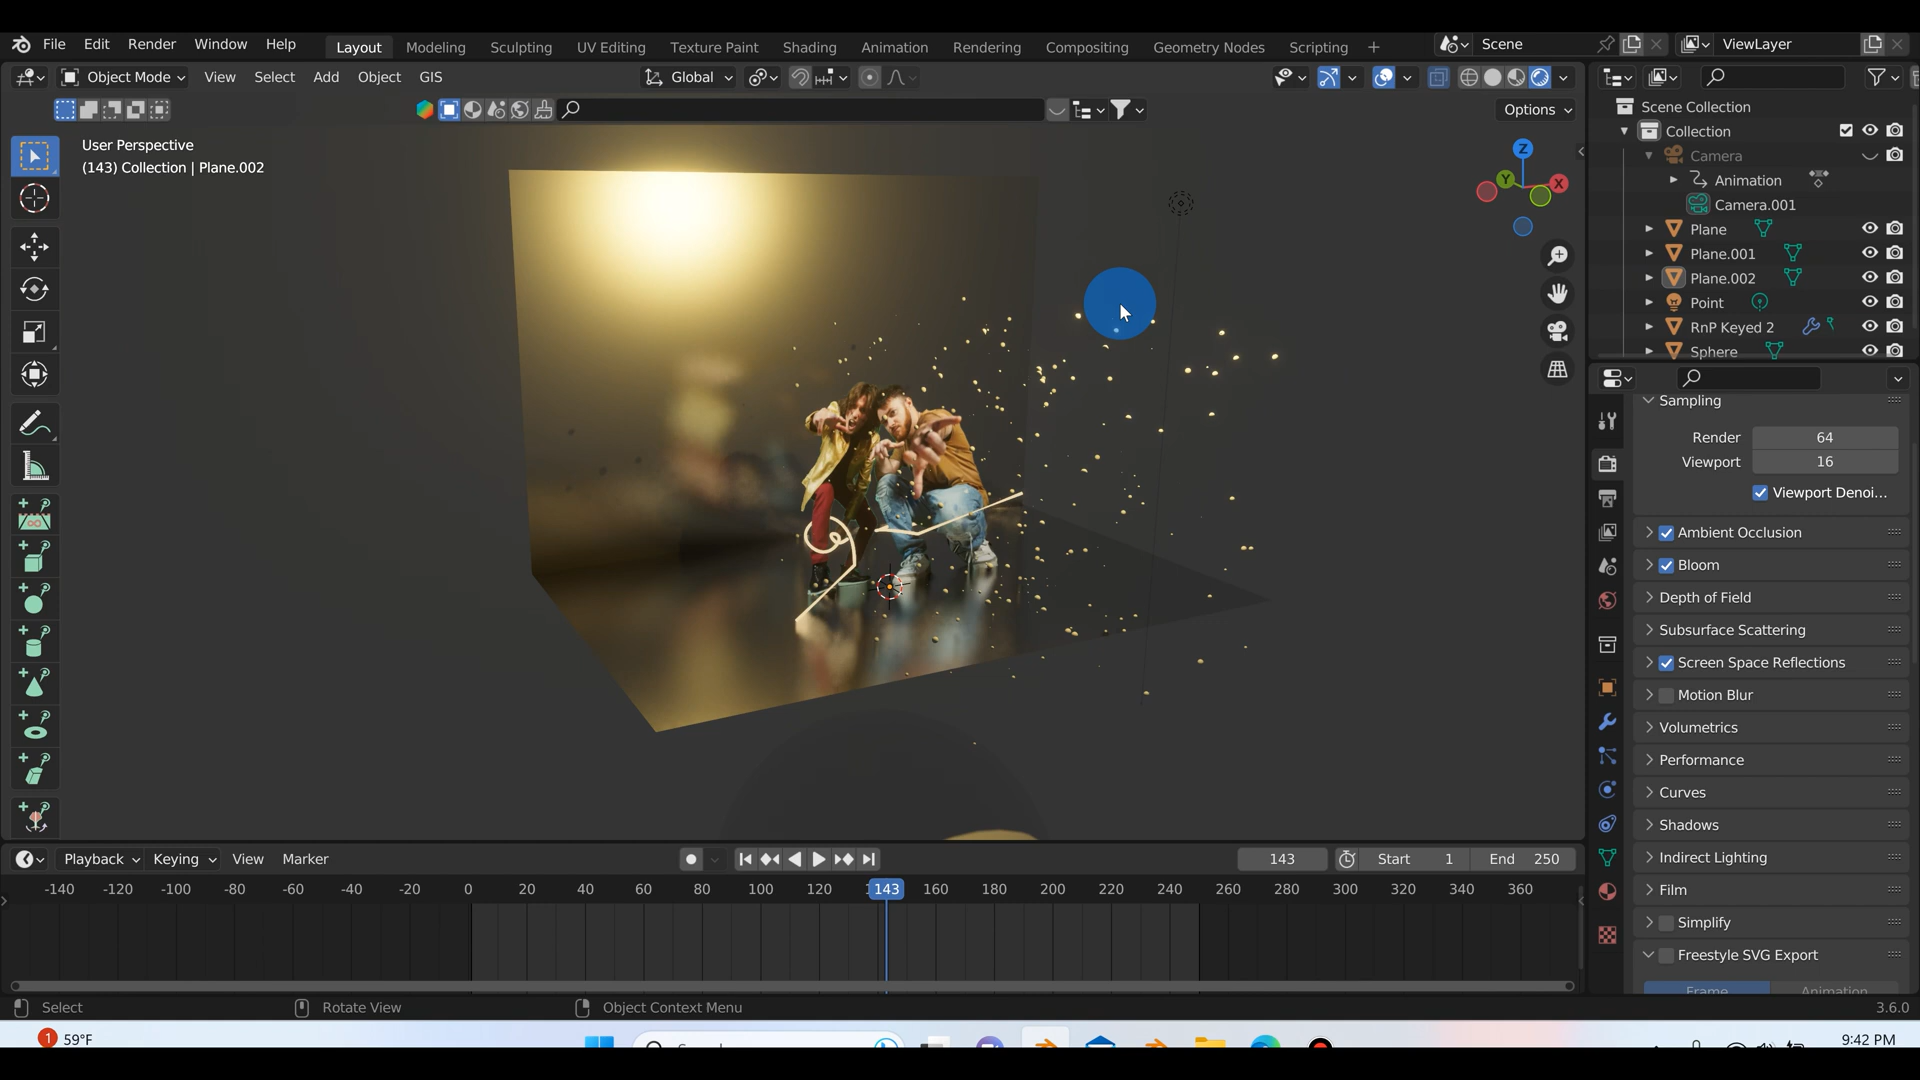 File Edit Render Window Help Layout Modeling Sculpting UV Editing Texture Paint Shading Animation Rendering Compositing Geometry Nodes Scripting + Scene ViewLayer
Object Mode View Select Add Object GIS Global
Options
User Perspective
(143) Collection | Plane.002
Z
Y X
Scene Collection
Collection
Camera
Animation
Camera.001
Plane
Plane.001
Plane.002
Point
RnP Keyed 2
Sphere
Sampling
Render 64
Viewport 16
Viewport Denoi...
Ambient Occlusion
Bloom
Depth of Field
Subsurface Scattering
Screen Space Reflections
Motion Blur
Volumetrics
Performance
Curves
Shadows
Indirect Lighting
Film
Simplify
Freestyle SVG Export
Frame Animation
Playback Keying View Marker 143 Start 1 End 250
-140 -120 -100 -80 -60 -40 -20 0 20 40 60 80 100 120 143 160 180 200 220 240 260 280 300 320 340 360
Select Rotate View Object Context Menu 3.6.0
1 59°F
9:42 PM